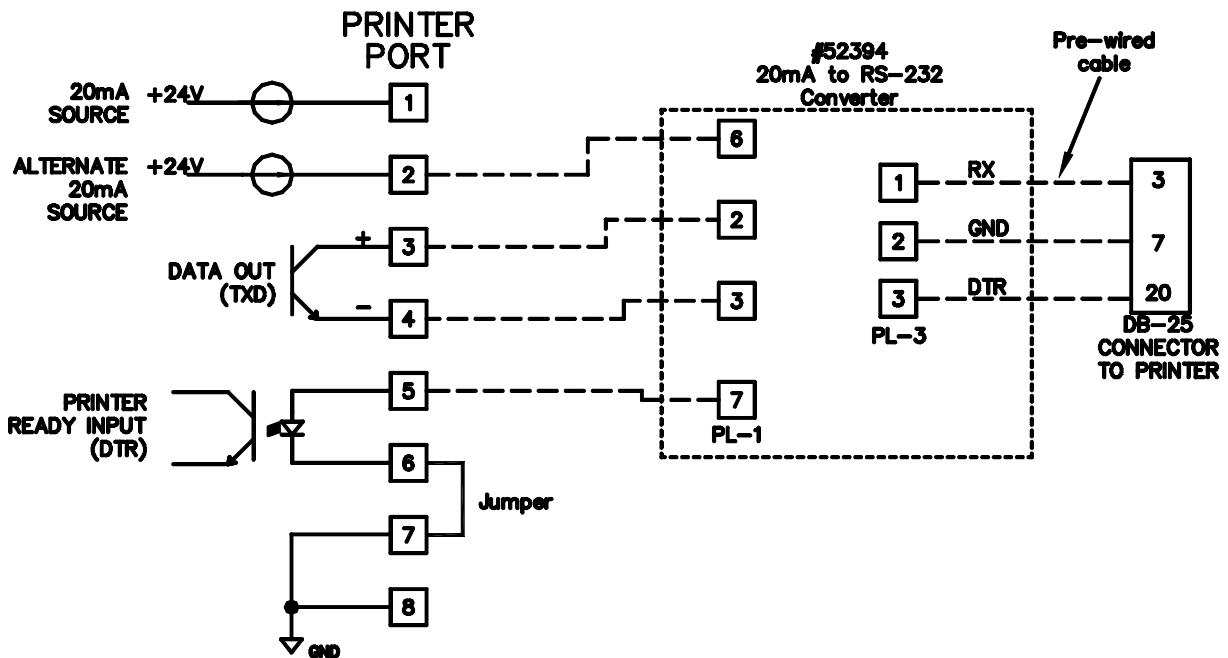 PRINTER
PORT
20mA +24V
SOURCE
1
ALTERNATE +24V
20mA
SOURCE
2
DATA OUT
(TXD)
+
3
-
4
PRINTER
READY INPUT
(DTR)
5
6
Jumper
7
8
GND
#52394
20mA to RS-232
Converter
6
2
3
7
PL-1
1
RX
2
GND
3
DTR
PL-3
Pre-wired
cable
3
7
20
DB-25
CONNECTOR
TO PRINTER